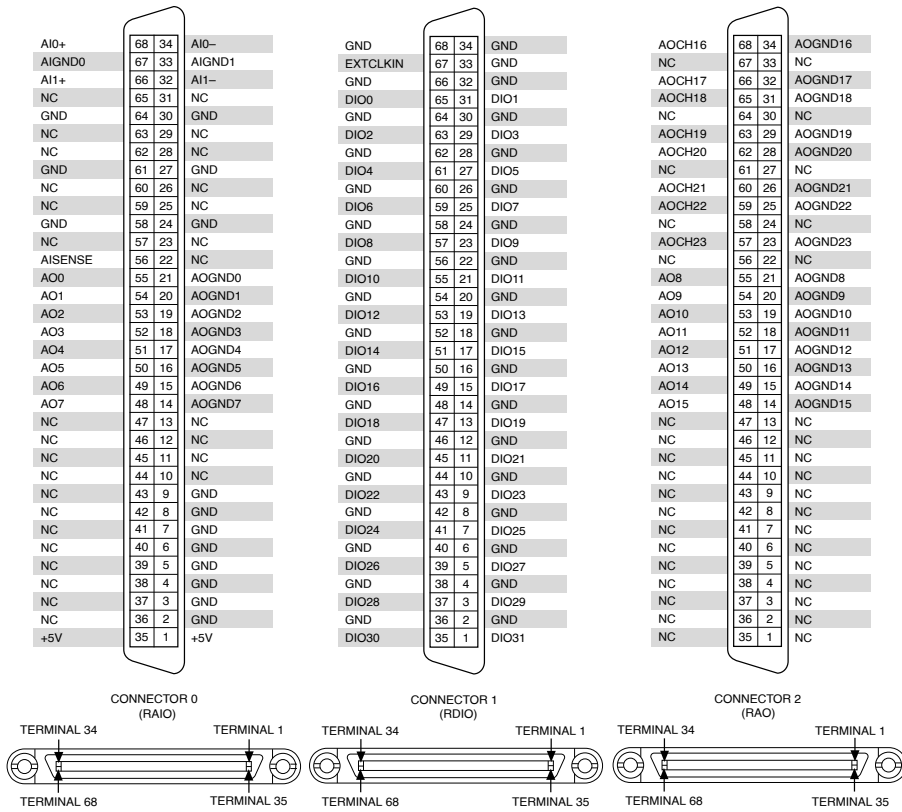 AI0+ 68 34 AI0–
AIGND0 67 33 AIGND1
AI1+ 66 32 AI1–
NC 65 31 NC
GND 64 30 GND
NC 63 29 NC
NC 62 28 NC
GND 61 27 GND
NC 60 26 NC
NC 59 25 NC
GND 58 24 GND
NC 57 23 NC
AISENSE 56 22 NC
AO0 55 21 AOGND0
AO1 54 20 AOGND1
AO2 53 19 AOGND2
AO3 52 18 AOGND3
AO4 51 17 AOGND4
AO5 50 16 AOGND5
AO6 49 15 AOGND6
AO7 48 14 AOGND7
NC 47 13 NC
NC 46 12 NC
NC 45 11 NC
NC 44 10 NC
NC 43 9 GND
NC 42 8 GND
NC 41 7 GND
NC 40 6 GND
NC 39 5 GND
NC 38 4 GND
NC 37 3 GND
NC 36 2 GND
+5V 35 1 +5V
CONNECTOR 0
(RAIO)
TERMINAL 34 TERMINAL 1
TERMINAL 68 TERMINAL 35
GND 68 34 GND
EXTCLKIN 67 33 GND
GND 66 32 GND
DIO0 65 31 DIO1
GND 64 30 GND
DIO2 63 29 DIO3
GND 62 28 GND
DIO4 61 27 DIO5
GND 60 26 GND
DIO6 59 25 DIO7
GND 58 24 GND
DIO8 57 23 DIO9
GND 56 22 GND
DIO10 55 21 DIO11
GND 54 20 GND
DIO12 53 19 DIO13
GND 52 18 GND
DIO14 51 17 DIO15
GND 50 16 GND
DIO16 49 15 DIO17
GND 48 14 GND
DIO18 47 13 DIO19
GND 46 12 GND
DIO20 45 11 DIO21
GND 44 10 GND
DIO22 43 9 DIO23
GND 42 8 GND
DIO24 41 7 DIO25
GND 40 6 GND
DIO26 39 5 DIO27
GND 38 4 GND
DIO28 37 3 DIO29
GND 36 2 GND
DIO30 35 1 DIO31
CONNECTOR 1
(RDIO)
TERMINAL 34 TERMINAL 1
TERMINAL 68 TERMINAL 35
AOCH16 68 34 AOGND16
NC 67 33 NC
AOCH17 66 32 AOGND17
AOCH18 65 31 AOGND18
NC 64 30 NC
AOCH19 63 29 AOGND19
AOCH20 62 28 AOGND20
NC 61 27 NC
AOCH21 60 26 AOGND21
AOCH22 59 25 AOGND22
NC 58 24 NC
AOCH23 57 23 AOGND23
NC 56 22 NC
AO8 55 21 AOGND8
AO9 54 20 AOGND9
AO10 53 19 AOGND10
AO11 52 18 AOGND11
AO12 51 17 AOGND12
AO13 50 16 AOGND13
AO14 49 15 AOGND14
AO15 48 14 AOGND15
NC 47 13 NC
NC 46 12 NC
NC 45 11 NC
NC 44 10 NC
NC 43 9 NC
NC 42 8 NC
NC 41 7 NC
NC 40 6 NC
NC 39 5 NC
NC 38 4 NC
NC 37 3 NC
NC 36 2 NC
NC 35 1 NC
CONNECTOR 2
(RAO)
TERMINAL 34 TERMINAL 1
TERMINAL 68 TERMINAL 35